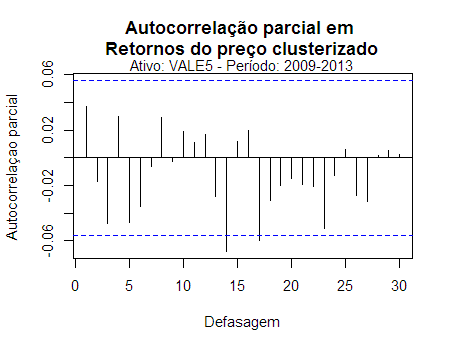 Autocorrelação parcial em
Retornos do preço clusterizado
Ativo: VALE5 - Período: 2009-2013
Autocorrelaçao parcial
0.06
0.02
-0.02
-0.06
0 5 10 15 20 25 30
Defasagem